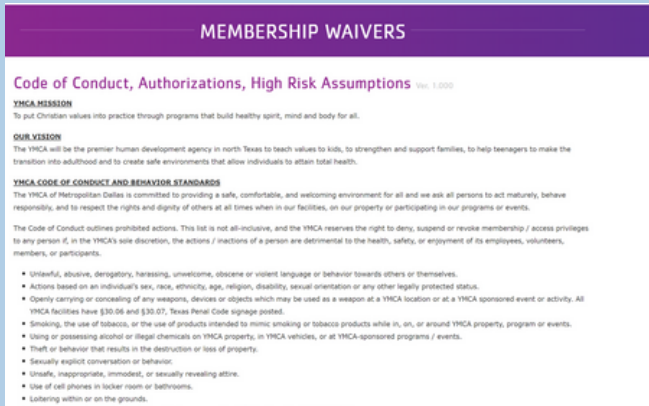 MEMBERSHIP WAIVERS
Code of Conduct, Authorizations, High Risk Assumptions Ver. 1.000
YMCA MISSION
To put Christian values into practice through programs that build healthy spirit, mind and body for all.
OUR VISION
The YMCA will be the premier human development agency in north Texas to teach values to kids, to strengthen and support families, to help teenagers to make the
transition into adulthood and to create safe environments that allow individuals to attain total health.
YMCA CODE OF CONDUCT AND BEHAVIOR STANDARDS
The YMCA of Metropolitan Dallas is committed to providing a safe, comfortable, and welcoming environment for all and we ask all persons to act maturely, behave
responsibly, and to respect the rights and dignity of others at all times when in our facilities, on our property or participating in our programs or events.
The Code of Conduct outlines prohibited actions. This list is not all-inclusive, and the YMCA reserves the right to deny, suspend or revoke membership / access privileges
to any person if, in the YMCA's sole discretion, the actions / inactions of a person are detrimental to the health, safety, or enjoyment of its employees, volunteers,
members, or participants.
• Unlawful, abusive, derogatory, harassing, unwelcome, obscene or violent language or behavior towards others or themselves.
• Actions based on an individual's sex, race, ethnicity, age, religion, disability, sexual orientation or any other legally protected status.
• Openly carrying or concealing of any weapons, devices or objects which may be used as a weapon at a YMCA location or at a YMCA sponsored event or activity. All
YMCA facilities have §30.06 and §30.07, Texas Penal Code signage posted.
• Smoking, the use of tobacco, or the use of products intended to mimic smoking or tobacco products while in, on, or around YMCA property, program or events.
• Using or possessing alcohol or illegal chemicals on YMCA property, in YMCA vehicles, or at YMCA-sponsored programs / events.
• Theft or behavior that results in the destruction or loss of property.
• Sexually explicit conversation or behavior.
• Unsafe, inappropriate, immodest, or sexually revealing attire.
• Use of cell phones in locker room or bathrooms.
• Loitering within or on the grounds.